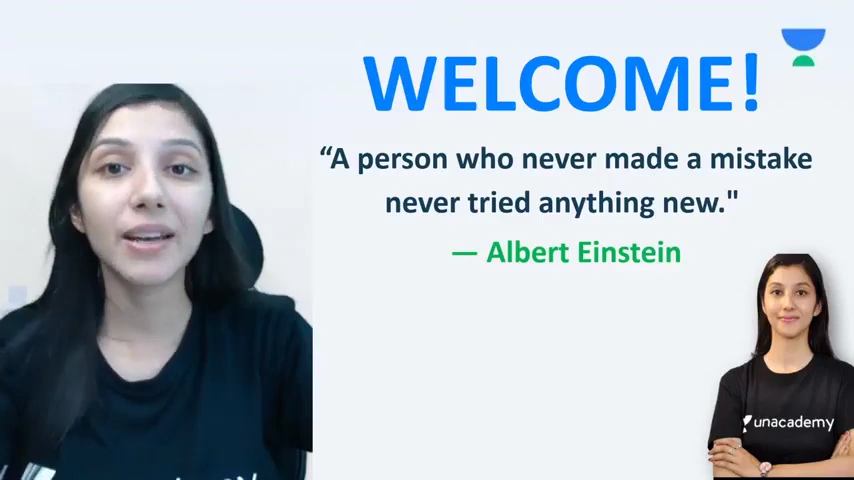 WELCOME!
“A person who never made a mistake
never tried anything new."
— Albert Einstein
unacademy